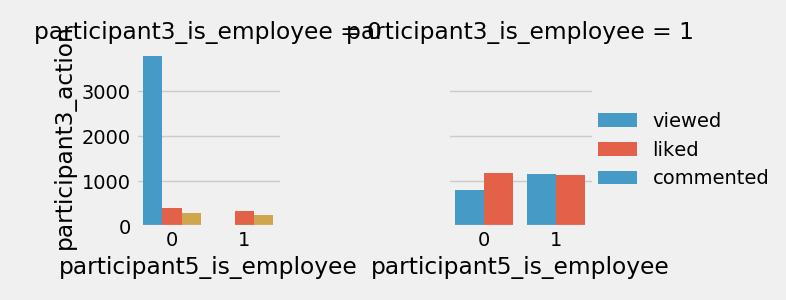 participant3_is_employee = 0
participant3_is_employee = 1
participant3_action
3000
2000
1000
0
0 1
0 1
participant5_is_employee
participant5_is_employee
viewed
liked
commented